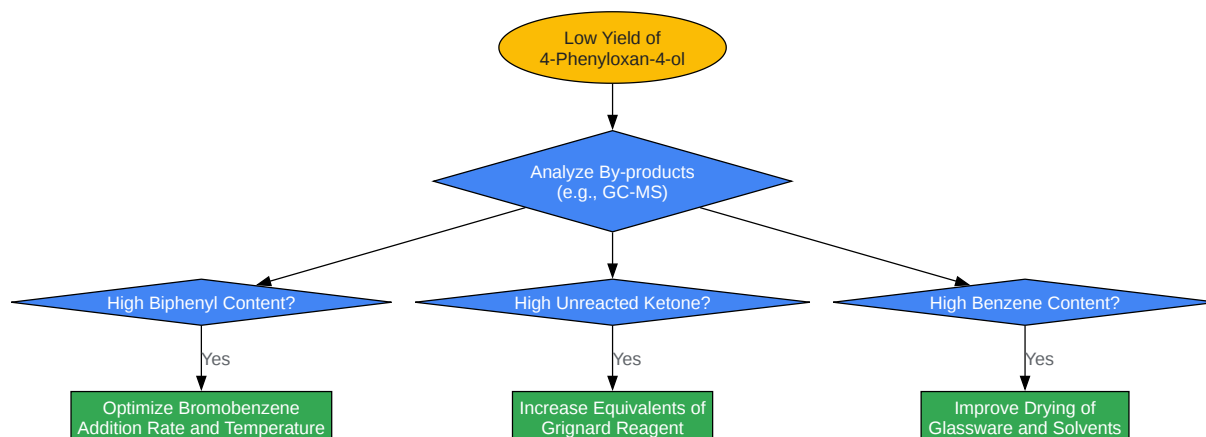 Low Yield of
4-Phenyloxan-4-ol
Analyze By-products
(e.g., GC-MS)
High Biphenyl Content?
High Unreacted Ketone?
High Benzene Content?
Yes
Yes
Yes
Optimize Bromobenzene
Addition Rate and Temperature
Increase Equivalents of
Grignard Reagent
Improve Drying of
Glassware and Solvents